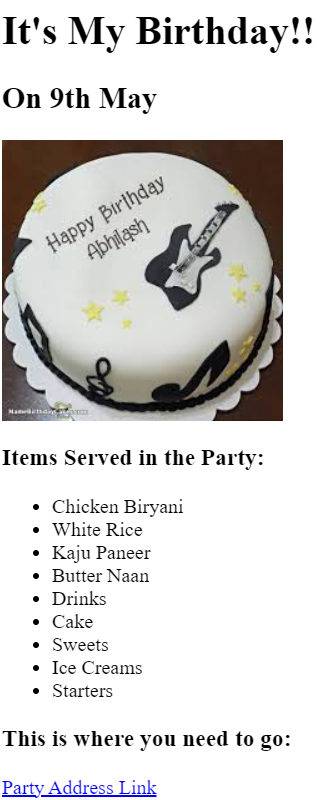 It's My Birthday!!
On 9th May
Happy Birthday
Abhilash
Items Served in the Party:
Chicken Biryani
White Rice
Kaju Paneer
Butter Naan
Drinks
Cake
Sweets
Ice Creams
Starters
This is where you need to go:
Party Address Link